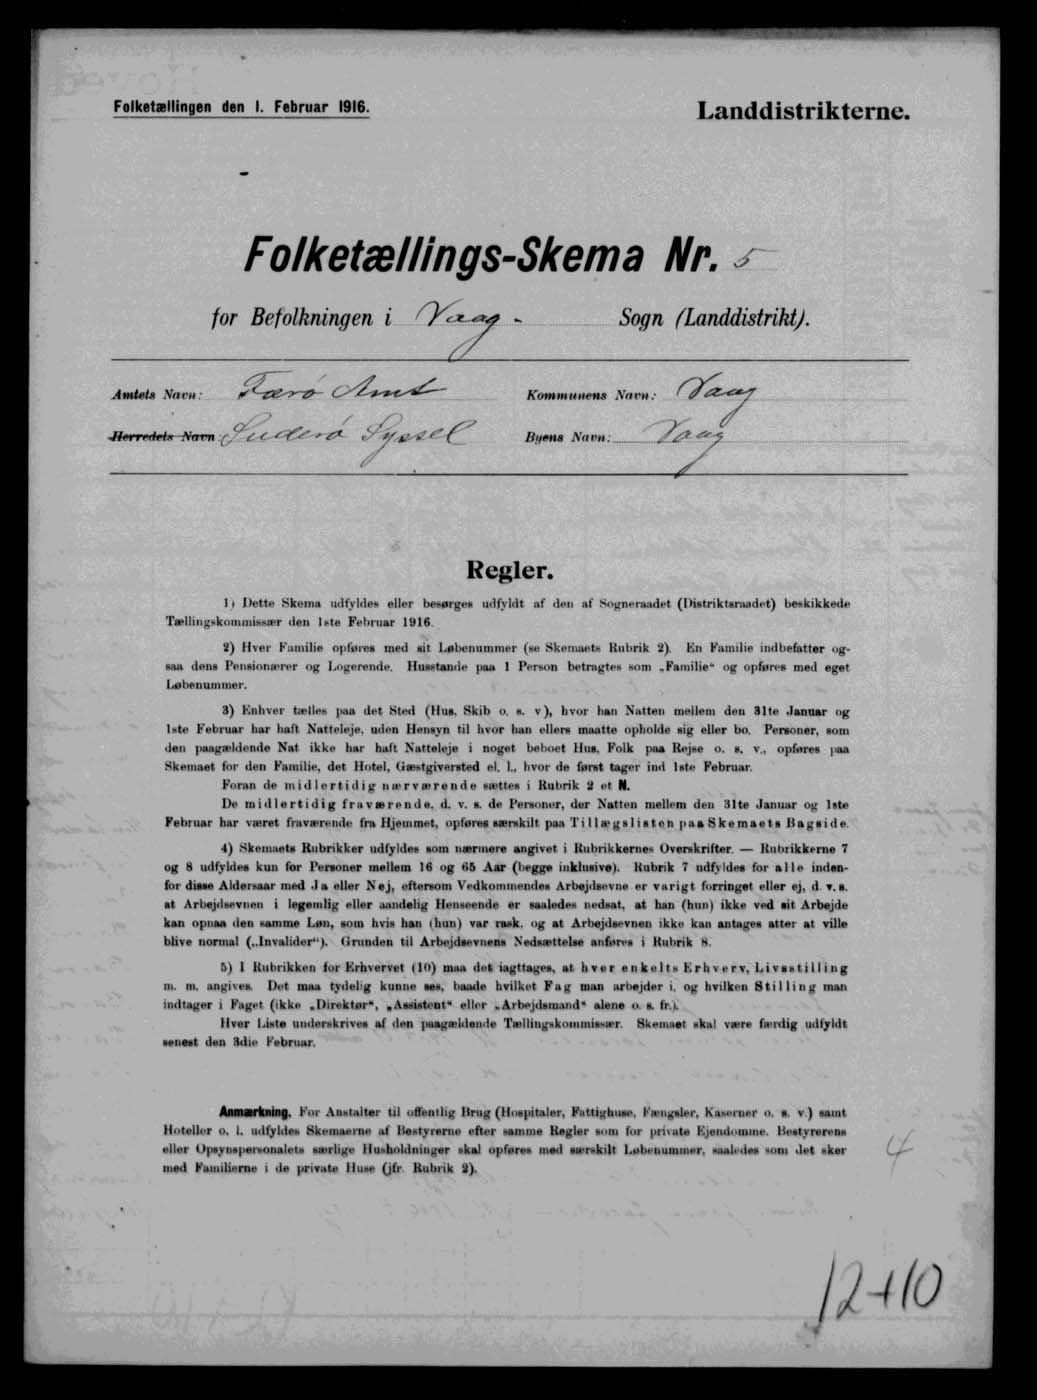 Folketællingen den 1. Februar 1916.
Landdistrikterne.
Folketællings-Skema Nr. 5
for Befolkningen i Vaag- Sogn (Landdistrikt).
Amtets Navn: Færø Amt Kommunens Navn: Vaag
Herredets Navn: Suderø Syssel Byens Navn: Vaag
Regler.
1) Dette Skema udfyldes eller besørges udfyldt af den af Sogneraadet (Distriktsraadet) beskikkede
Tællingskommissær den 1ste Februar 1916.
2) Hver Familie opføres med sit Løbenummer (se Skemaets Rubrik 2). En Familie indbefatter og-
saa dens Pensionærer og Logerende. Husstande paa 1 Person betragtes som „Familie“ og opføres med eget
Løbenummer.
3) Enhver tælles paa det Sted (Hus, Skib o. s. v), hvor han Natten mellem den 31te Januar og
1ste Februar har haft Natteleje, uden Hensyn til hvor han ellers maatte opholde sig eller bo. Personer, som
den paagældende Nat ikke har haft Natteleje i noget beboet Hus, Folk paa Rejse o. s. v., opføres paa
Skemaet for den Familie, det Hotel, Gæstgiversted el. l., hvor de først tager ind 1ste Februar.
Foran de midlertidig nærværende sættes i Rubrik 2 et N.
De midlertidig fraværende, d. v. s. de Personer, der Natten mellem den 31te Januar og 1ste
Februar har været fraværende fra Hjemmet, opføres særskilt paa Tillægslisten paa Skemaets Bagside.
4) Skemaets Rubrikker udfyldes som nærmere angivet i Rubrikkernes Overskrifter. — Rubrikkerne 7
og 8 udfyldes kun for Personer mellem 16 og 65 Aar (begge inklusive). Rubrik 7 udfyldes for alle inden-
for disse Aldersaar med Ja eller Nej, eftersom Vedkommendes Arbejdsevne er varigt forringet eller ej, d. v. s.
at Arbejdsevnen i legemlig eller aandelig Henseende er saaledes nedsat, at han (hun) ikke ved sit Arbejde
kan opnaa den samme Løn, som hvis han (hun) var rask, og at Arbejdsevnen ikke kan antages atter at ville
blive normal („Invalider“). Grunden til Arbejdsevnens Nedsættelse anføres i Rubrik 8.
5) I Rubrikken for Erhvervet (10) maa det iagttages, at hver enkelts Erhverv, Livsstilling
m. m. angives. Det maa tydelig kunne ses, baade hvilket Fag man arbejder i, og hvilken Stilling man
indtager i Faget (ikke „Direktør“, „Assistent“ eller „Arbejdsmand“ alene o. s. fr.).
Hver Liste underskrives af den paagældende Tællingskommissær. Skemaet skal være færdig udfyldt
senest den 3die Februar.
Anmærkning. For Anstalter til offentlig Brug (Hospitaler, Fattighuse, Fængsler, Kaserner o. s. v.) samt
Hoteller o. l. udfyldes Skemaerne af Bestyrerne efter samme Regler som for private Ejendomme. Bestyrerens
eller Opsynspersonalets særlige Husholdninger skal opføres med særskilt Løbenummer, saaledes som det sker
med Familierne i de private Huse (jfr. Rubrik 2).
4
12+10